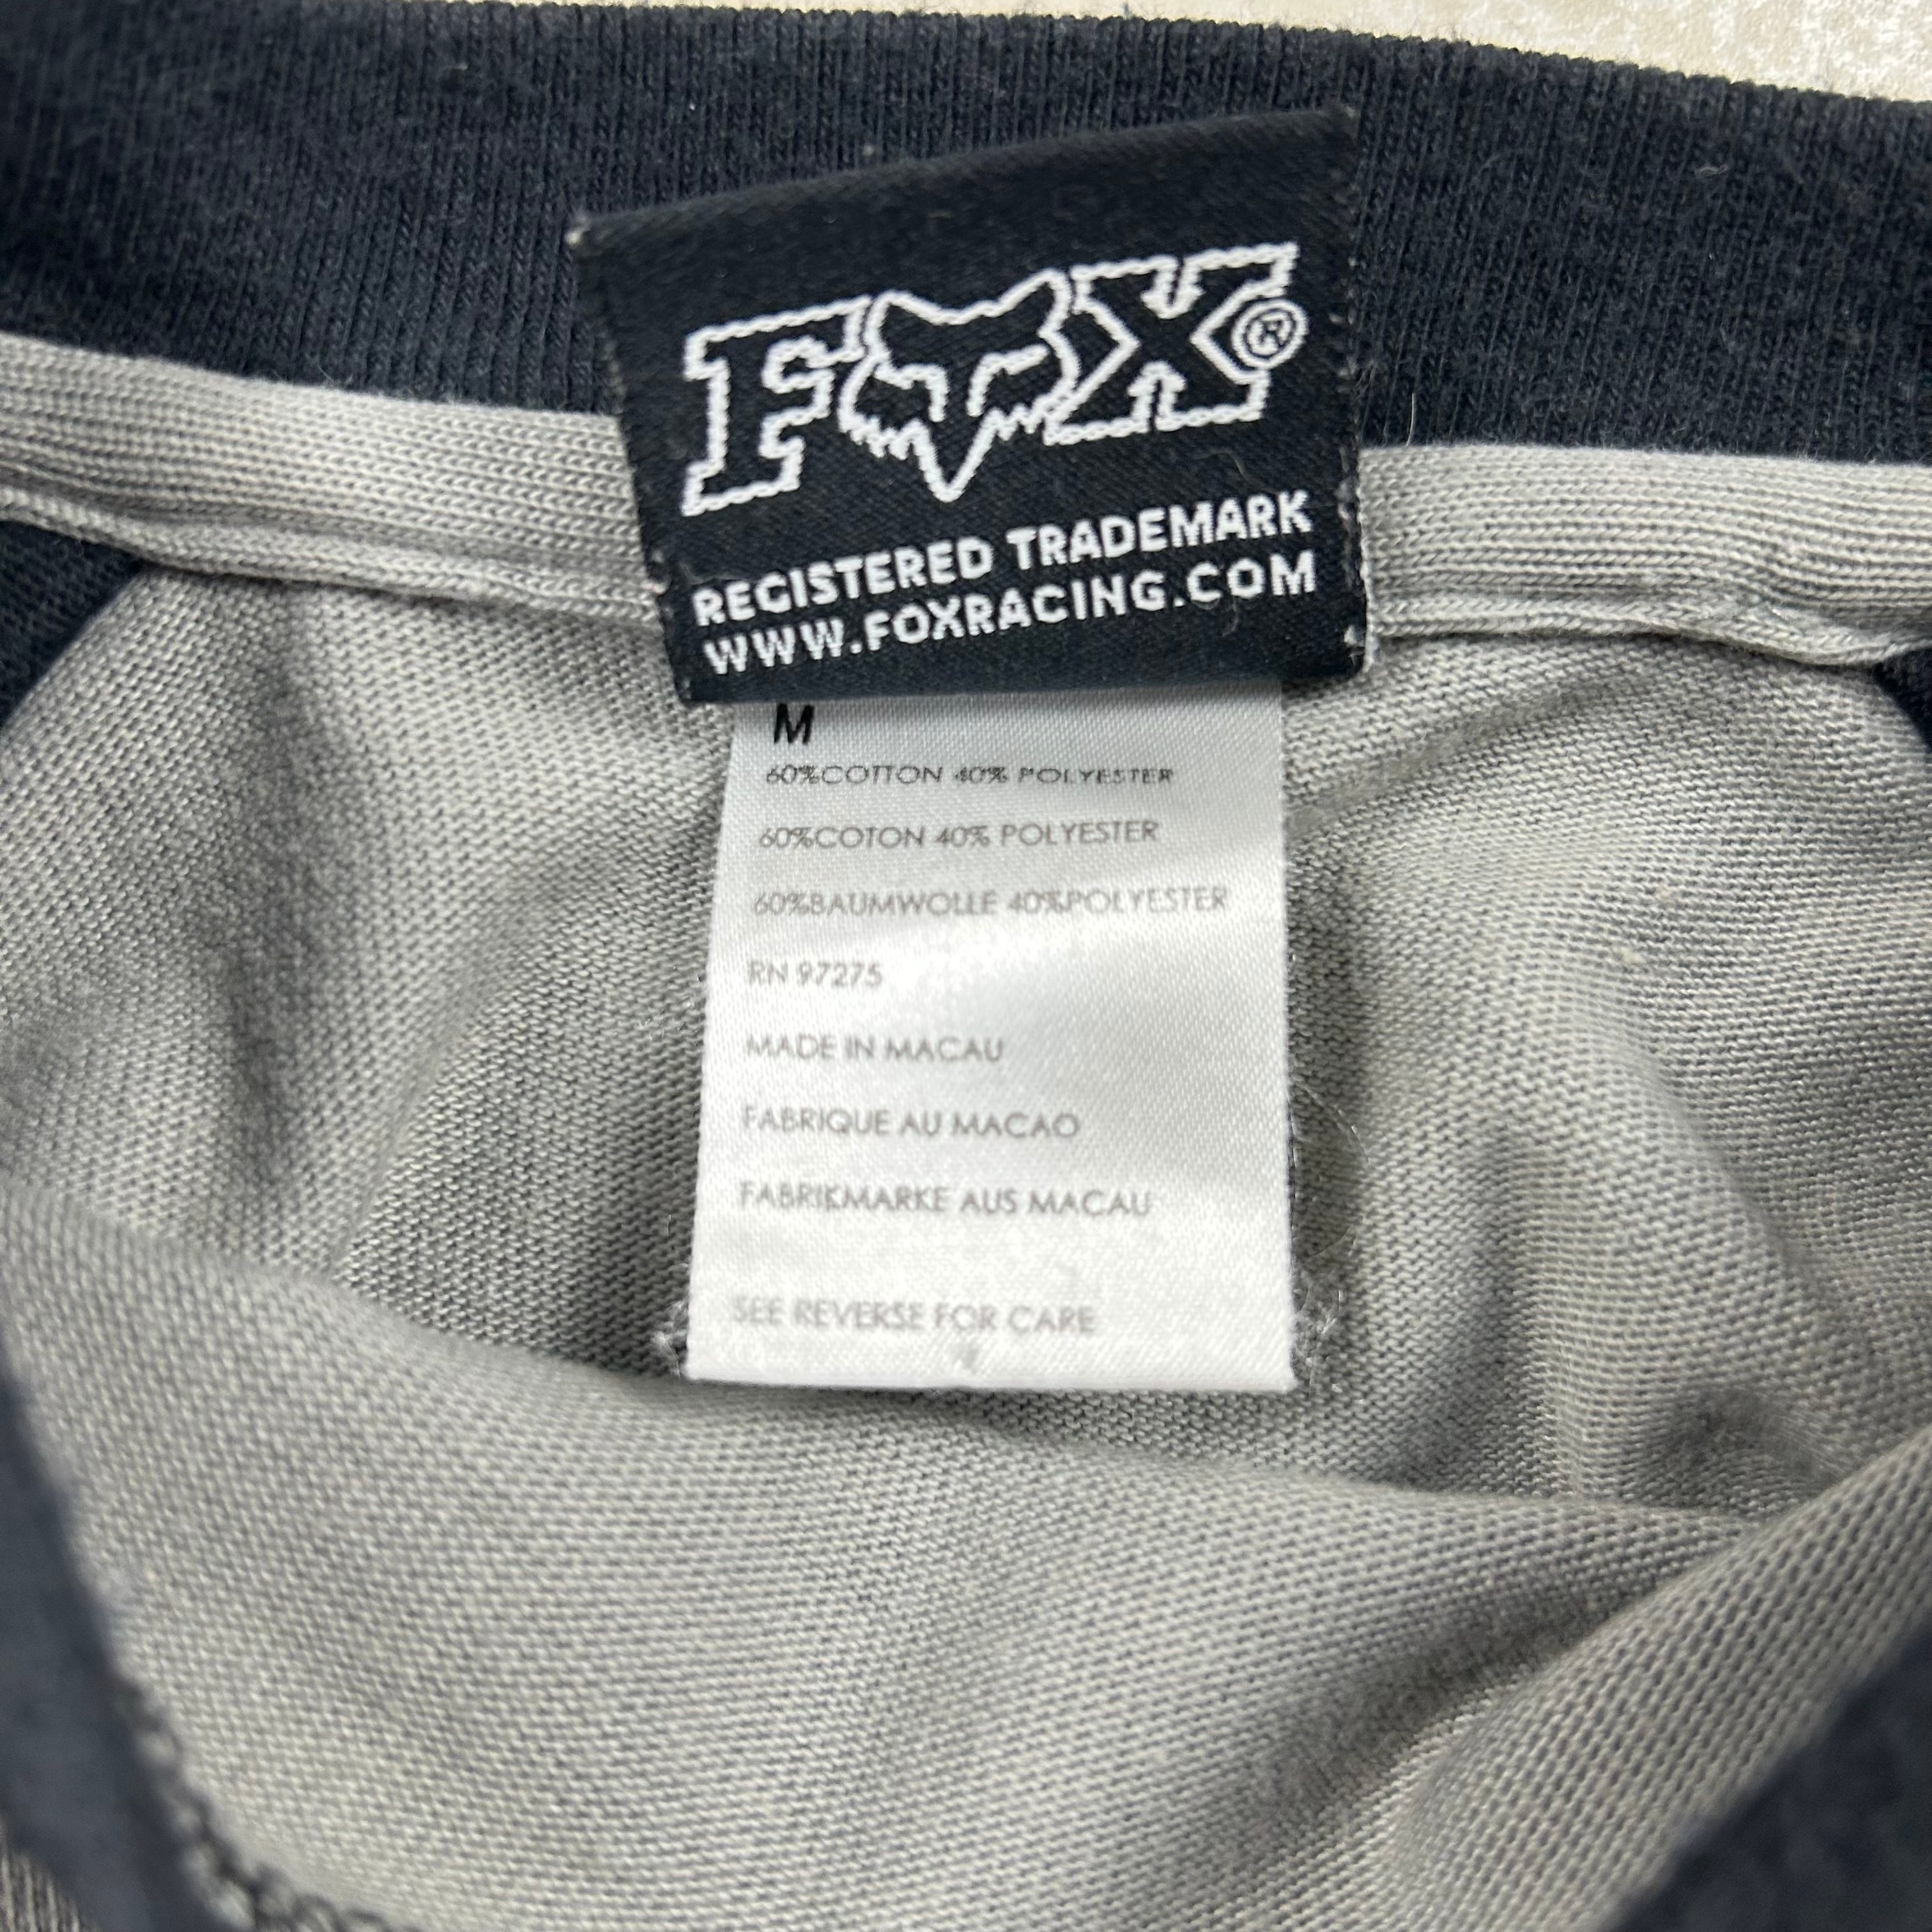 FOX®
REGISTERED TRADEMARK
WWW.FOXRACING.COM
M
60%COTTON 40% POLYESTER
60%COTON 40% POLYESTER
60%BAUMWOLLE 40%POLYESTER
RN 97275
MADE IN MACAU
FABRIQUE AU MACAO
FABRIKMARKE AUS MACAU
SEE REVERSE FOR CARE